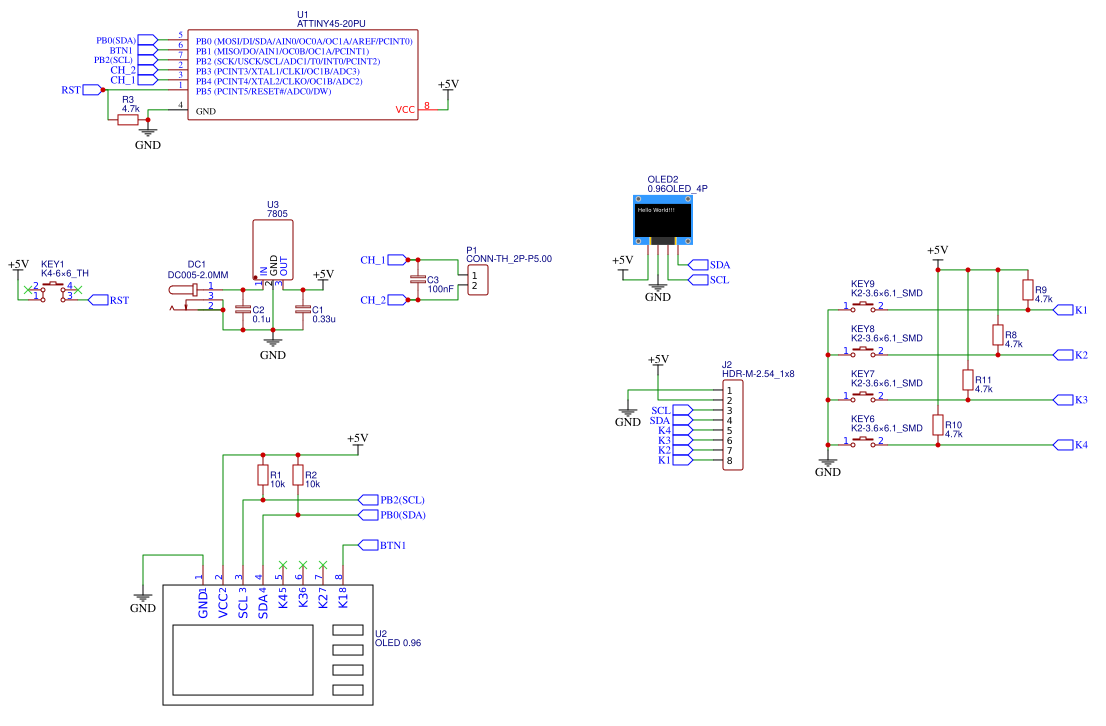 U1
ATTINY45-20PU
PB0(SDA) 5 PB0 (MOSI/DI/SDA/AIN0/OC0A/OC1A/AREF/PCINT0)
BTN1 6 PB1 (MISO/DO/AIN1/OC0B/OC1A/PCINT1)
PB2(SCL) 7 PB2 (SCK/USCK/SCL/ADC1/T0/INT0/PCINT2)
CH_2 2 PB3 (PCINT3/XTAL1/CLKI/OC1B/ADC3)
CH_1 3 PB4 (PCINT4/XTAL2/CLKO/OC1B/ADC2)
RST 1 PB5 (PCINT5/RESET#/ADC0/DW)
R3
4.7k
4 GND
VCC 8
+5V
GND
+5V
KEY1
K4-6×6_TH
2 4
1 3
RST
DC1
DC005-2.0MM
1
3
2
U3
7805
IN GND OUT
1 2 3
+5V
C2
0.1u
C1
0.33u
GND
CH_1
CH_2
C3
100nF
P1
CONN-TH_2P-P5.00
1
2
OLED2
0.96OLED_4P
Hello World!!!
+5V
GND
SDA
SCL
+5V
GND
J2
HDR-M-2.54_1x8
1
2
SCL 3
SDA 4
K4 5
K3 6
K2 7
K1 8
+5V
KEY9
K2-3.6×6.1_SMD
1 2
R9
4.7k
K1
KEY8
K2-3.6×6.1_SMD
1 2
R8
4.7k
K2
KEY7
K2-3.6×6.1_SMD
1 2
R11
4.7k
K3
KEY6
K2-3.6×6.1_SMD
1 2
R10
4.7k
K4
GND
+5V
R1
10k
R2
10k
PB2(SCL)
PB0(SDA)
BTN1
GND
1 2 3 4 5 6 7 8
GND1 VCC2 SCL 3 SDA4 K45 K36 K27 K18
U2
OLED 0.96